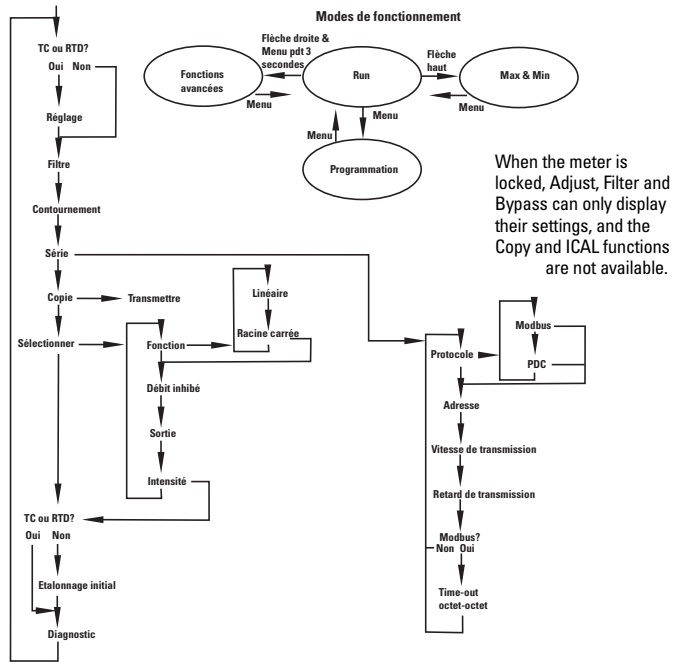 Modes de fonctionnement
TC ou RTD?
Oui Non
Réglage
Filtre
Contournement
Série
Copie
Transmettre
Sélectionner
Fonction
Linéaire
Racine carrée
Débit inhibé
Sortie
Intensité
TC ou RTD?
Oui Non
Etalonnage initial
Diagnostic
Flèche droite &
Menu pdt 3
secondes
Fonctions
avancées
Menu
Run
Flèche
haut
Max & Min
Menu
Menu
Menu
Programmation
When the meter is
locked, Adjust, Filter and
Bypass can only display
their settings, and the
Copy and ICAL functions
are not available.
Protocole
Modbus
PDC
Adresse
Vitesse de transmission
Retard de transmission
Modbus?
Non Oui
Time-out
octet-octet